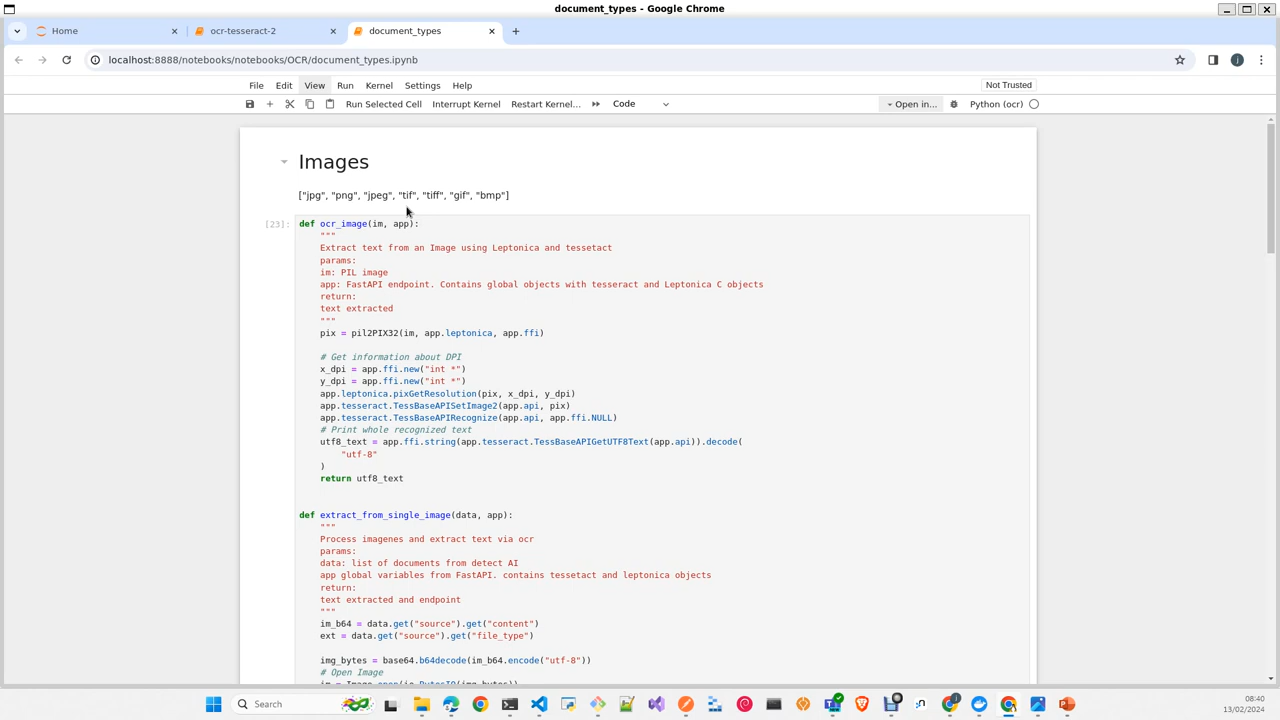 document_types - Google Chrome
Home
ocr-tesseract-2
document_types
localhost:8888/notebooks/notebooks/OCR/document_types.ipynb
j
File Edit View Run Kernel Settings Help
Not Trusted
Run Selected Cell Interrupt Kernel Restart Kernel... Code Open in... Python (ocr)
Images
["jpg", "png", "jpeg", "tif", "tiff", "gif", "bmp"]
[23]: def ocr_image(im, app):
"""
Extract text from an Image using Leptonica and tessetact
params:
im: PIL image
app: FastAPI endpoint. Contains global objects with tesseract and Leptonica C objects
return:
text extracted
"""
pix = pil2PIX32(im, app.leptonica, app.ffi)
# Get information about DPI
x_dpi = app.ffi.new("int *")
y_dpi = app.ffi.new("int *")
app.leptonica.pixGetResolution(pix, x_dpi, y_dpi)
app.tesseract.TessBaseAPISetImage2(app.api, pix)
app.tesseract.TessBaseAPIRecognize(app.api, app.ffi.NULL)
# Print whole recognized text
utf8_text = app.ffi.string(app.tesseract.TessBaseAPIGetUTF8Text(app.api)).decode(
"utf-8"
)
return utf8_text
def extract_from_single_image(data, app):
"""
Process imagenes and extract text via ocr
params:
data: list of documents from detect AI
app global variables from FastAPI. contains tessetact and leptonica objects
return:
text extracted and endpoint
"""
im_b64 = data.get("source").get("content")
ext = data.get("source").get("file_type")
img_bytes = base64.b64decode(im_b64.encode("utf-8"))
# Open Image
im = Image.open(io.BytesIO(img_bytes))
Search
08:40
13/02/2024